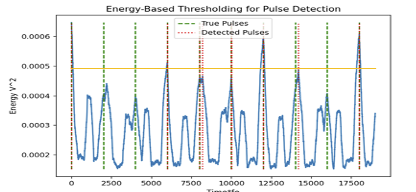 Energy-Based Thresholding for Pulse Detection
True Pulses
Detected Pulses
Energy V^2
0.0006
0.0005
0.0004
0.0003
0.0002
0 2500 5000 7500 10000 12500 15000 17500